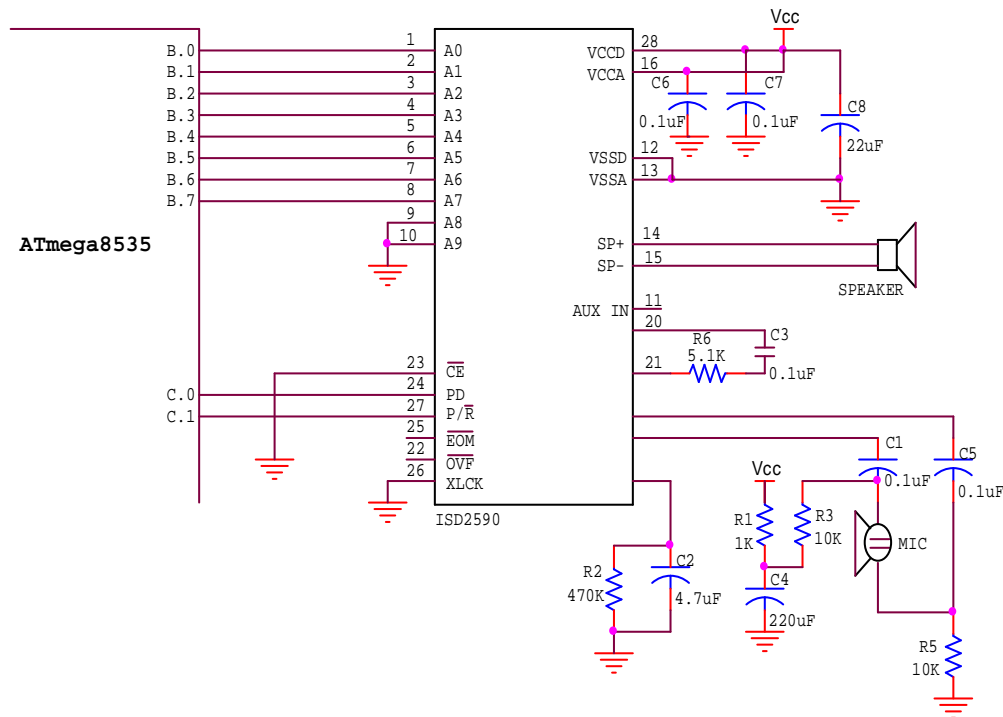 Vcc
B.0 1 A0 VCCD 28
B.1 2 A1 VCCA 16
B.2 3 A2 C6 C7
B.3 4 A3 0.1uF 0.1uF C8
B.4 5 A4 22uF
B.5 6 A5 VSSD 12
B.6 7 A6 VSSA 13
B.7 8 A7
9 A8
ATmega8535 10 A9 SP+ 14
SP- 15
SPEAKER
AUX IN 11
20
R6 C3
5.1K 0.1uF
21
23 CE
C.0 24 PD
C.1 27 P/R
25 EOM
22 OVF
26 XLCK
ISD2590
C1 C5
0.1uF 0.1uF
Vcc
R1 R3
1K 10K
MIC
R2 C2
470K 4.7uF
C4
220uF
R5
10K